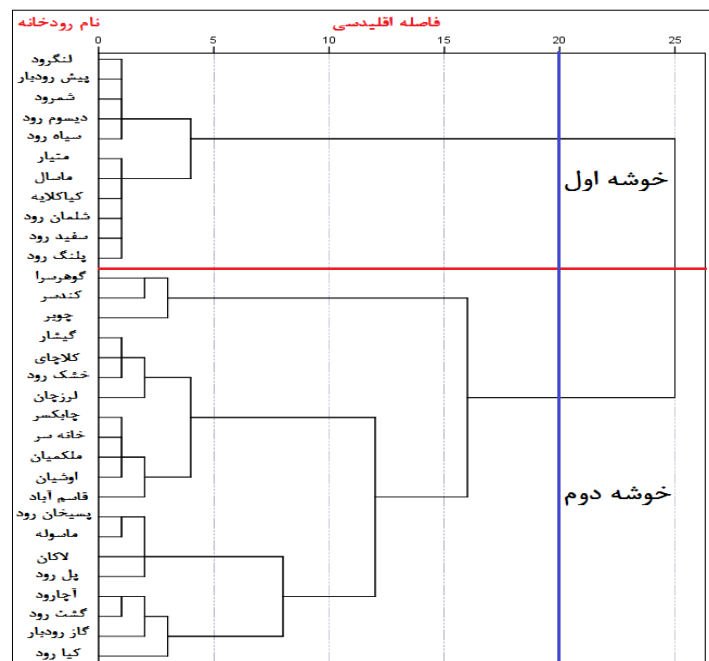 نام رودخانه
فاصله اقلیدسی
0 5 10 15 20 25
لنگرود
پیش رودبار
شمرود
دیسوم رود
سیاه رود
متیار
ماسال
کیاکلایه
شلمان رود
سفید رود
پلنگ رود
گوهرسرا
کندسر
چوبر
گیشار
کلاچای
خشک رود
لرزجان
چابکسر
خانه سر
ملکمیان
اوشیان
قاسم آباد
پسیخان رود
ماسوله
لاکان
پل رود
آچارود
گشت رود
گاز رودبار
کیا رود
خوشه اول
خوشه دوم